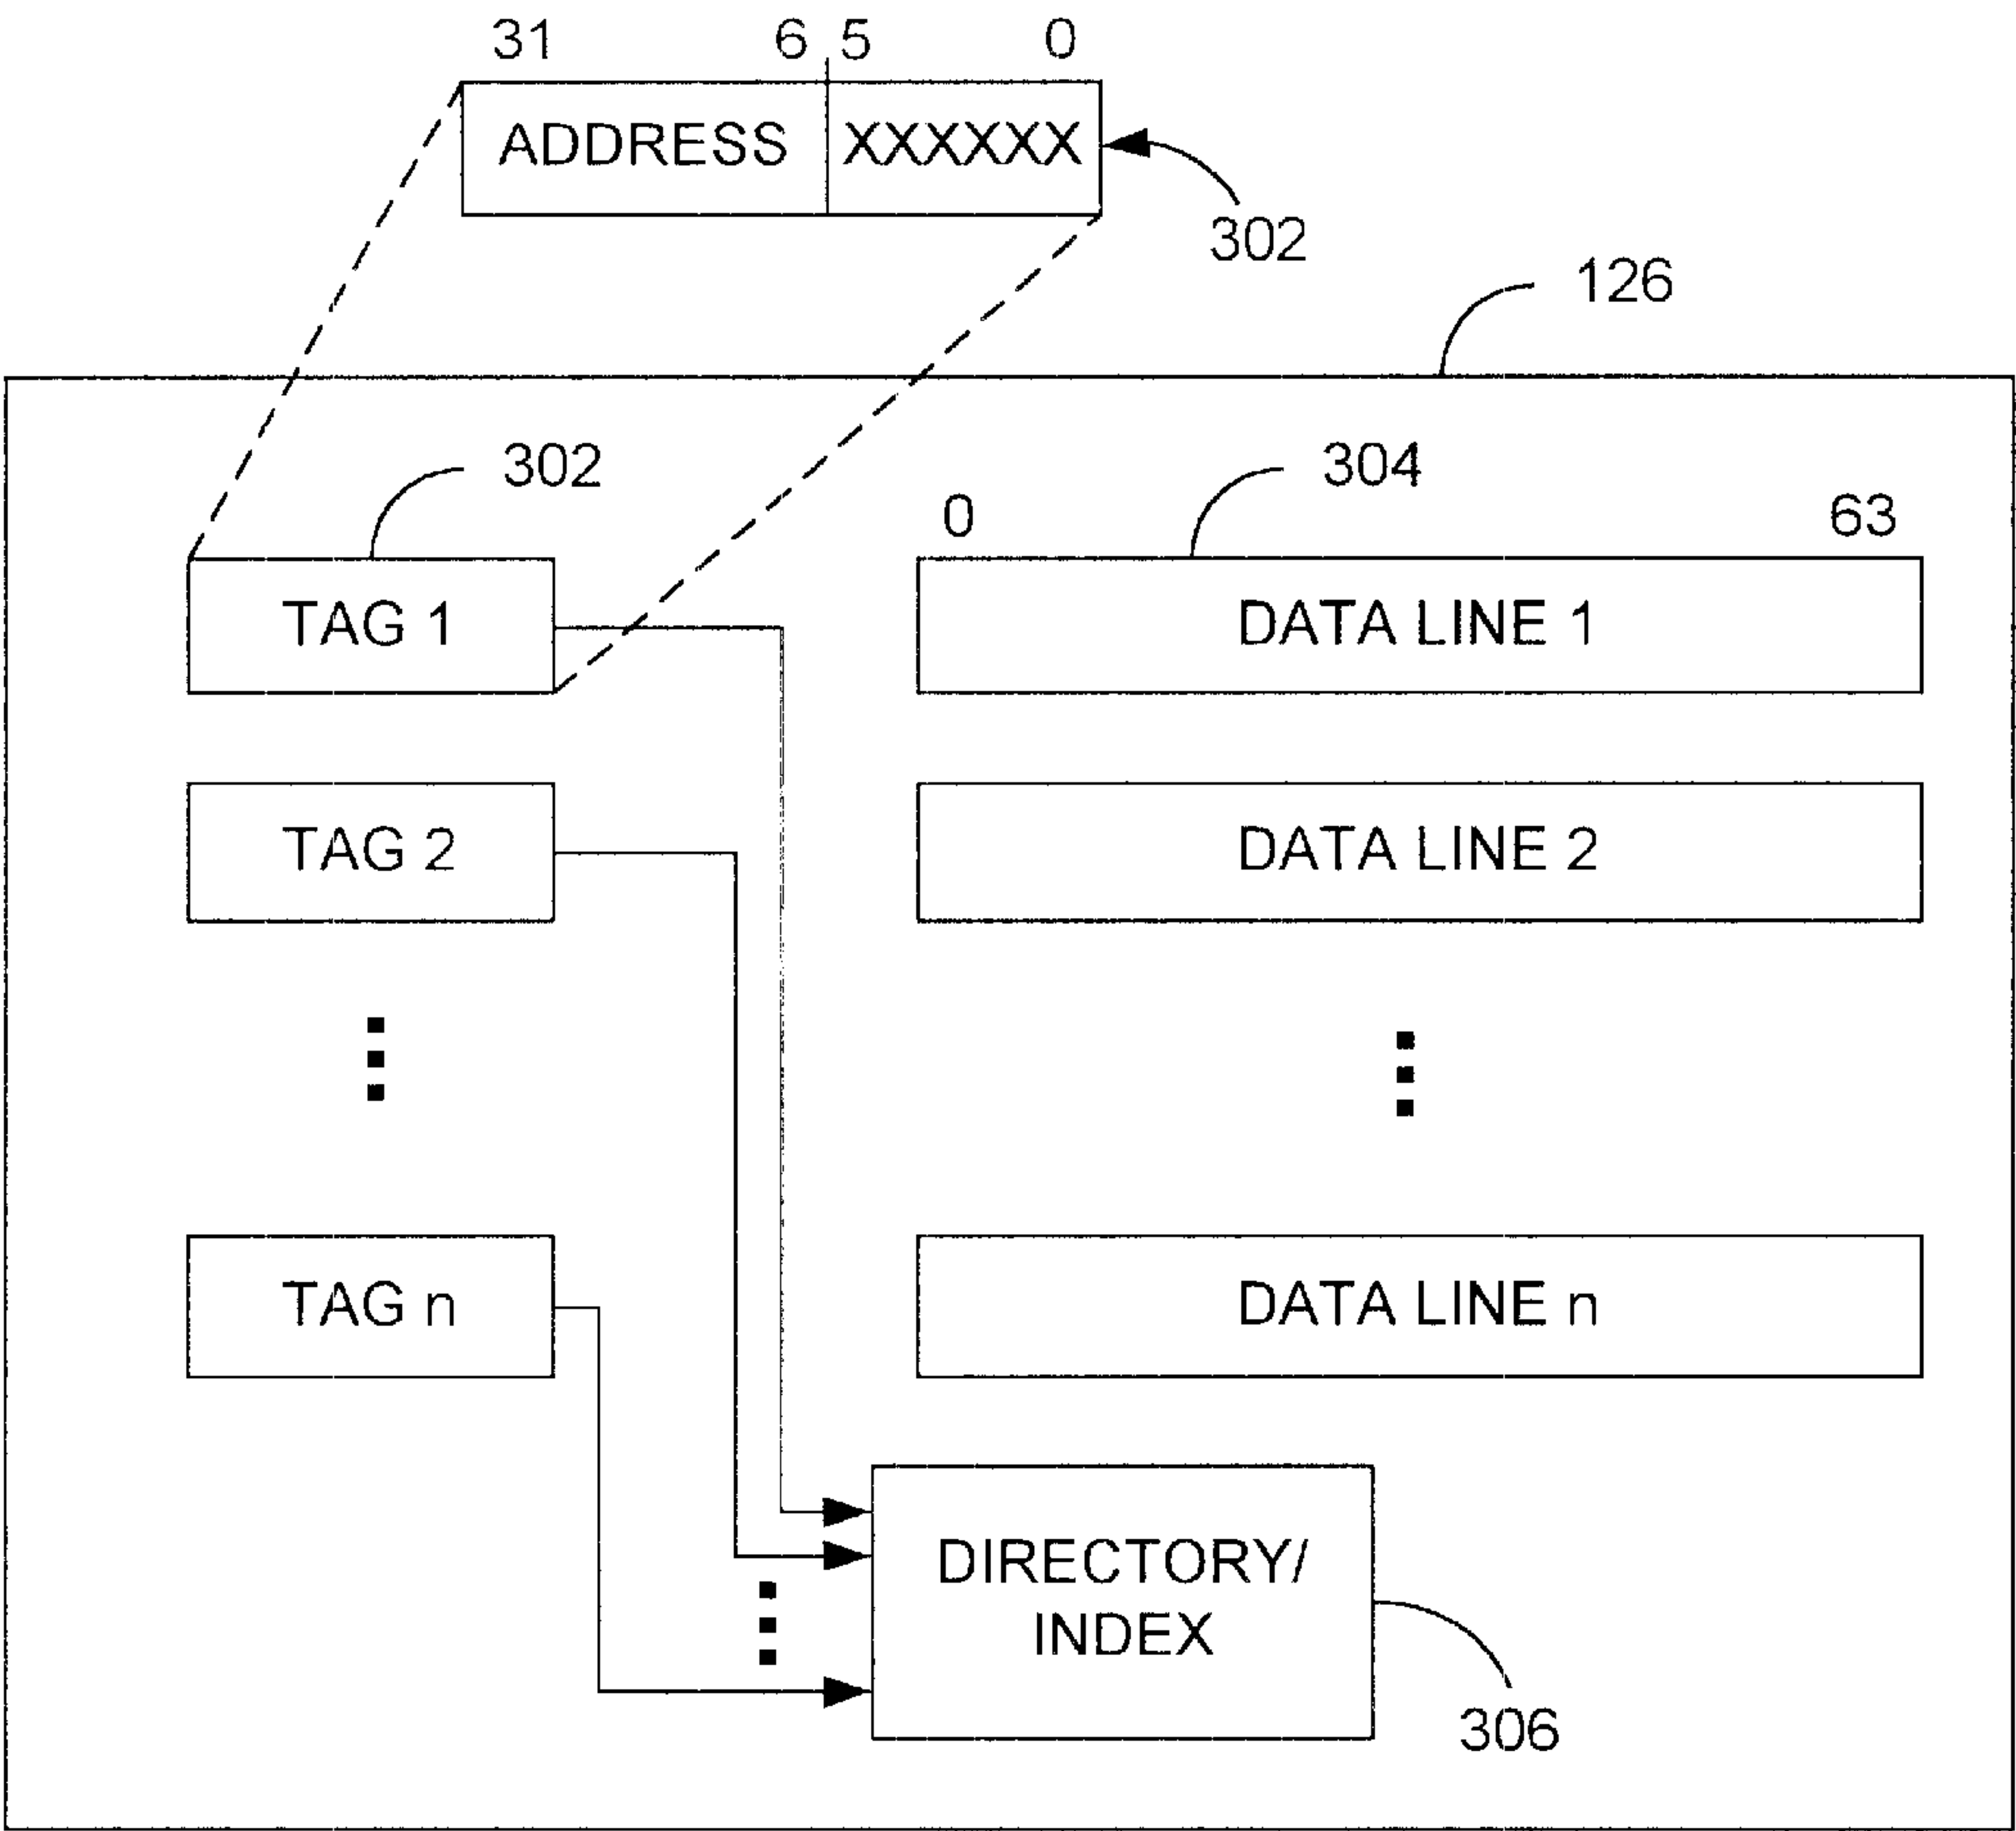 31 6 5 0
ADDRESS XXXXXX
302
126
302
304
0 63
TAG 1
DATA LINE 1
TAG 2
DATA LINE 2
TAG n
DATA LINE n
DIRECTORY/
INDEX
306